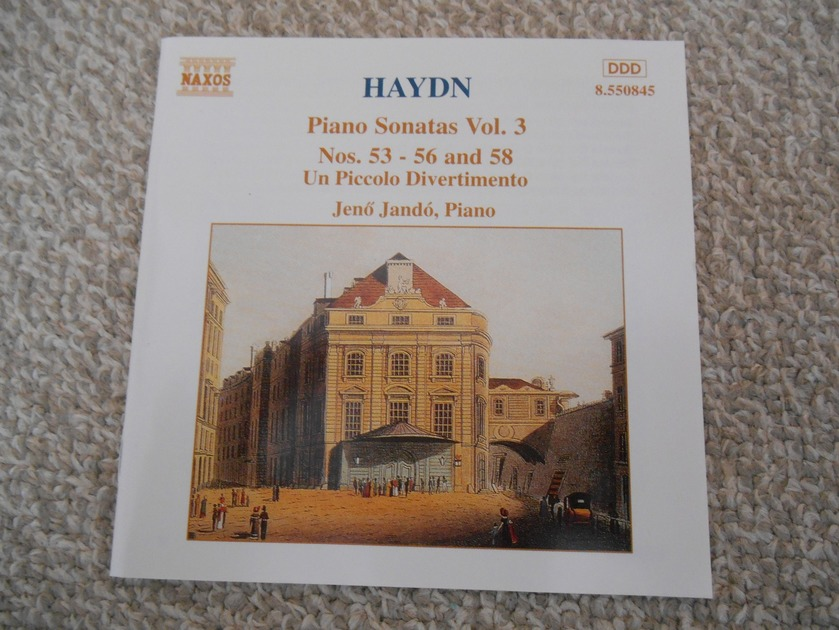 NAXOS
DDD
8.550845
HAYDN
Piano Sonatas Vol. 3
Nos. 53 - 56 and 58
Un Piccolo Divertimento
Jenő Jandó, Piano